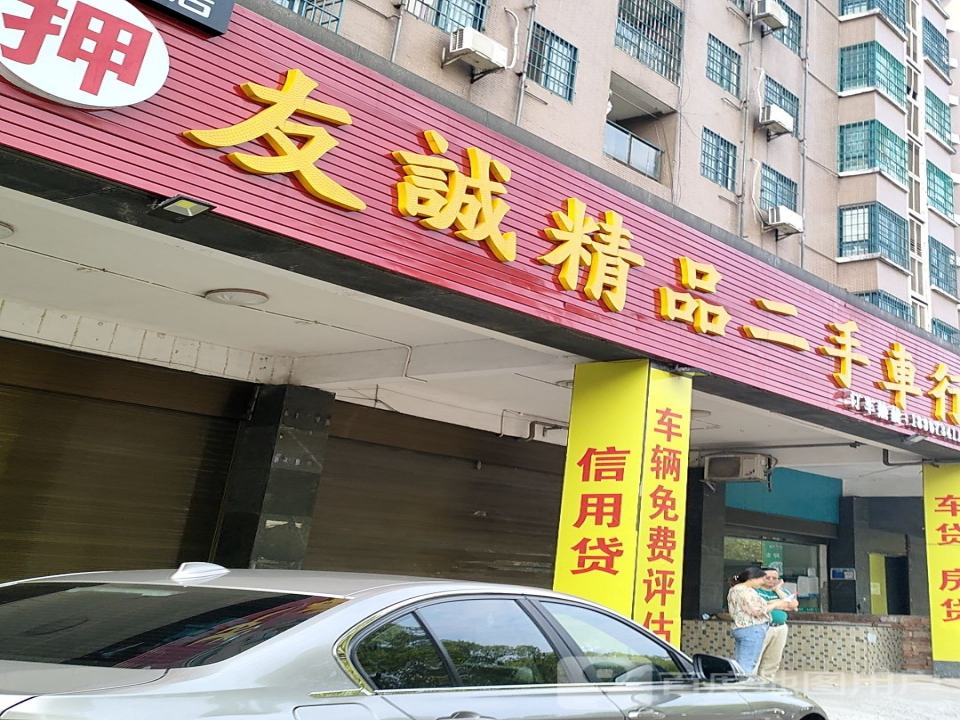 店
押
友誠精品二手車行
信用贷
车辆免费评估
车贷 房贷